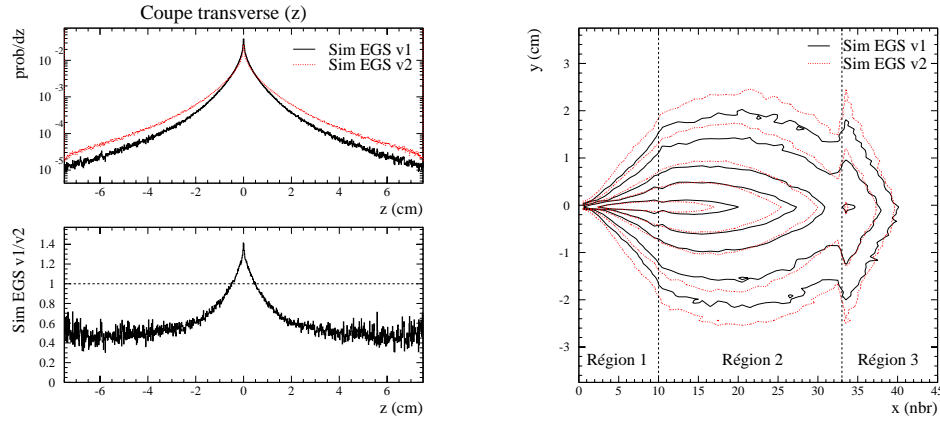 Coupe transverse (z)
prob/dz
Sim EGS v1
Sim EGS v2
10 -2
10 -3
10 -4
10 -5
-6 -4 -2 0 2 4 6
z (cm)
Sim EGS v1/v2
1.4
1.2
1
0.8
0.6
0.4
0.2
0
-6 -4 -2 0 2 4 6
z (cm)
y (cm)
Sim EGS v1
Sim EGS v2
3
2
1
0
-1
-2
-3
Région 1
Région 2
Région 3
0 5 10 15 20 25 30 35 40 45
x (nbr)